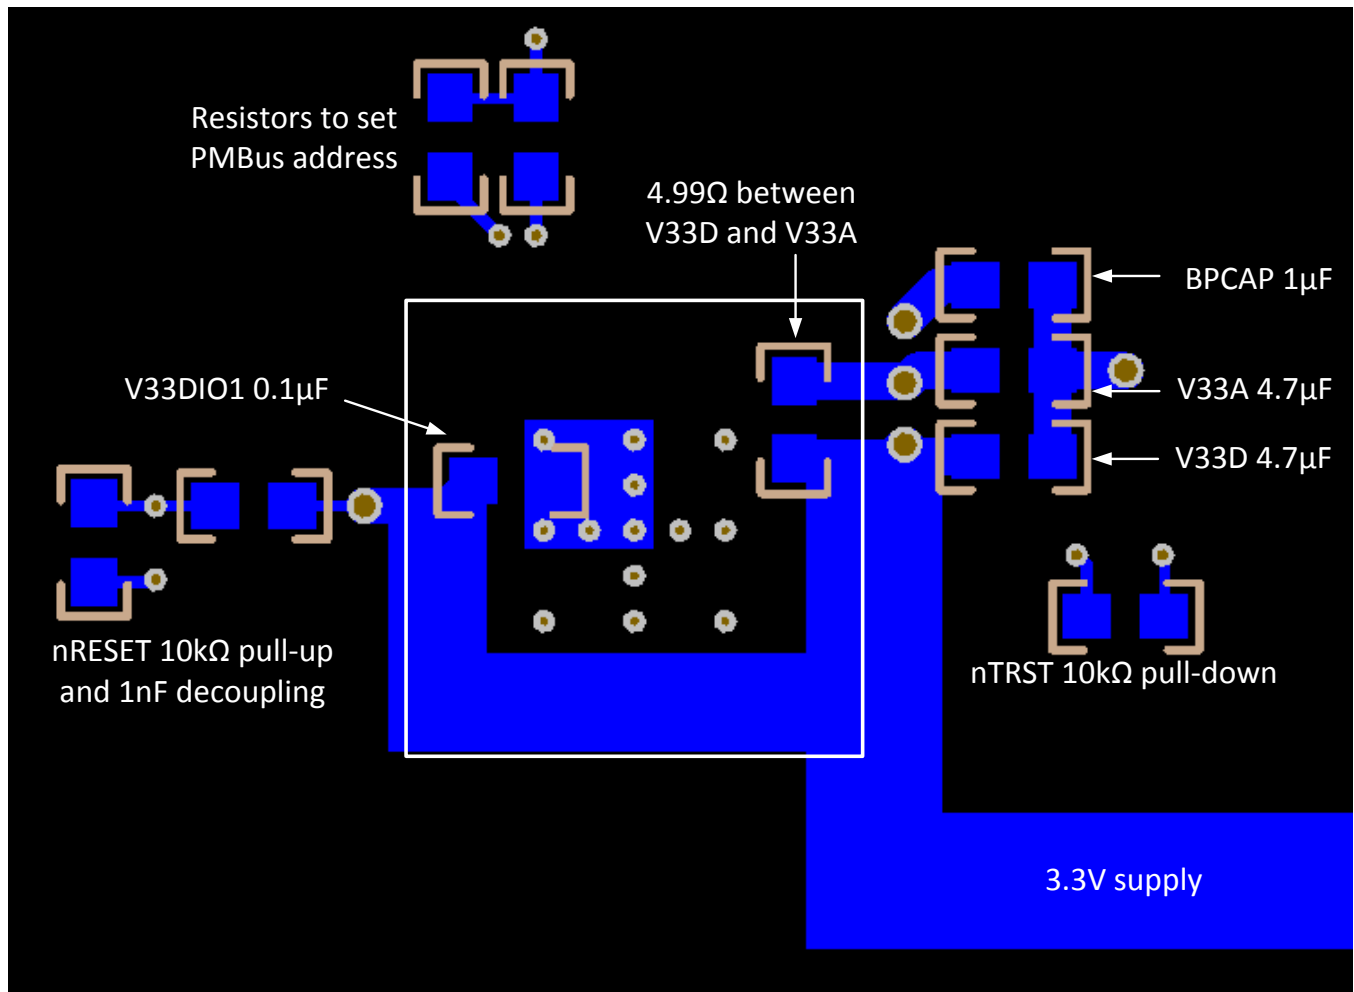 Resistors to set
PMBus address
4.99Ω between
V33D and V33A
BPCAP 1µF
V33DIO1 0.1µF
V33A 4.7µF
V33D 4.7µF
nRESET 10kΩ pull-up
and 1nF decoupling
nTRST 10kΩ pull-down
3.3V supply